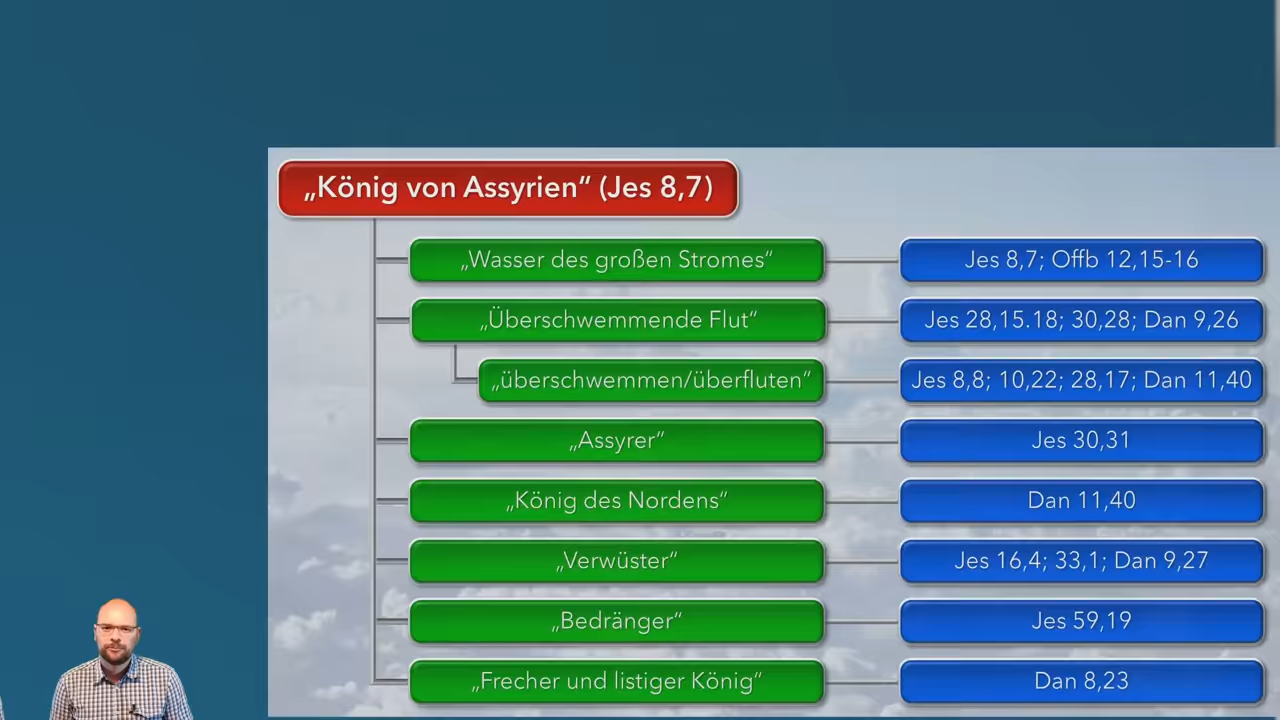 „König von Assyrien“ (Jes 8,7)
„Wasser des großen Stromes“ Jes 8,7; Offb 12,15-16
„Überschwemmende Flut“ Jes 28,15.18; 30,28; Dan 9,26
„überschwemmen/überfluten“ Jes 8,8; 10,22; 28,17; Dan 11,40
„Assyrer“ Jes 30,31
„König des Nordens“ Dan 11,40
„Verwüster“ Jes 16,4; 33,1; Dan 9,27
„Bedränger“ Jes 59,19
„Frecher und listiger König“ Dan 8,23